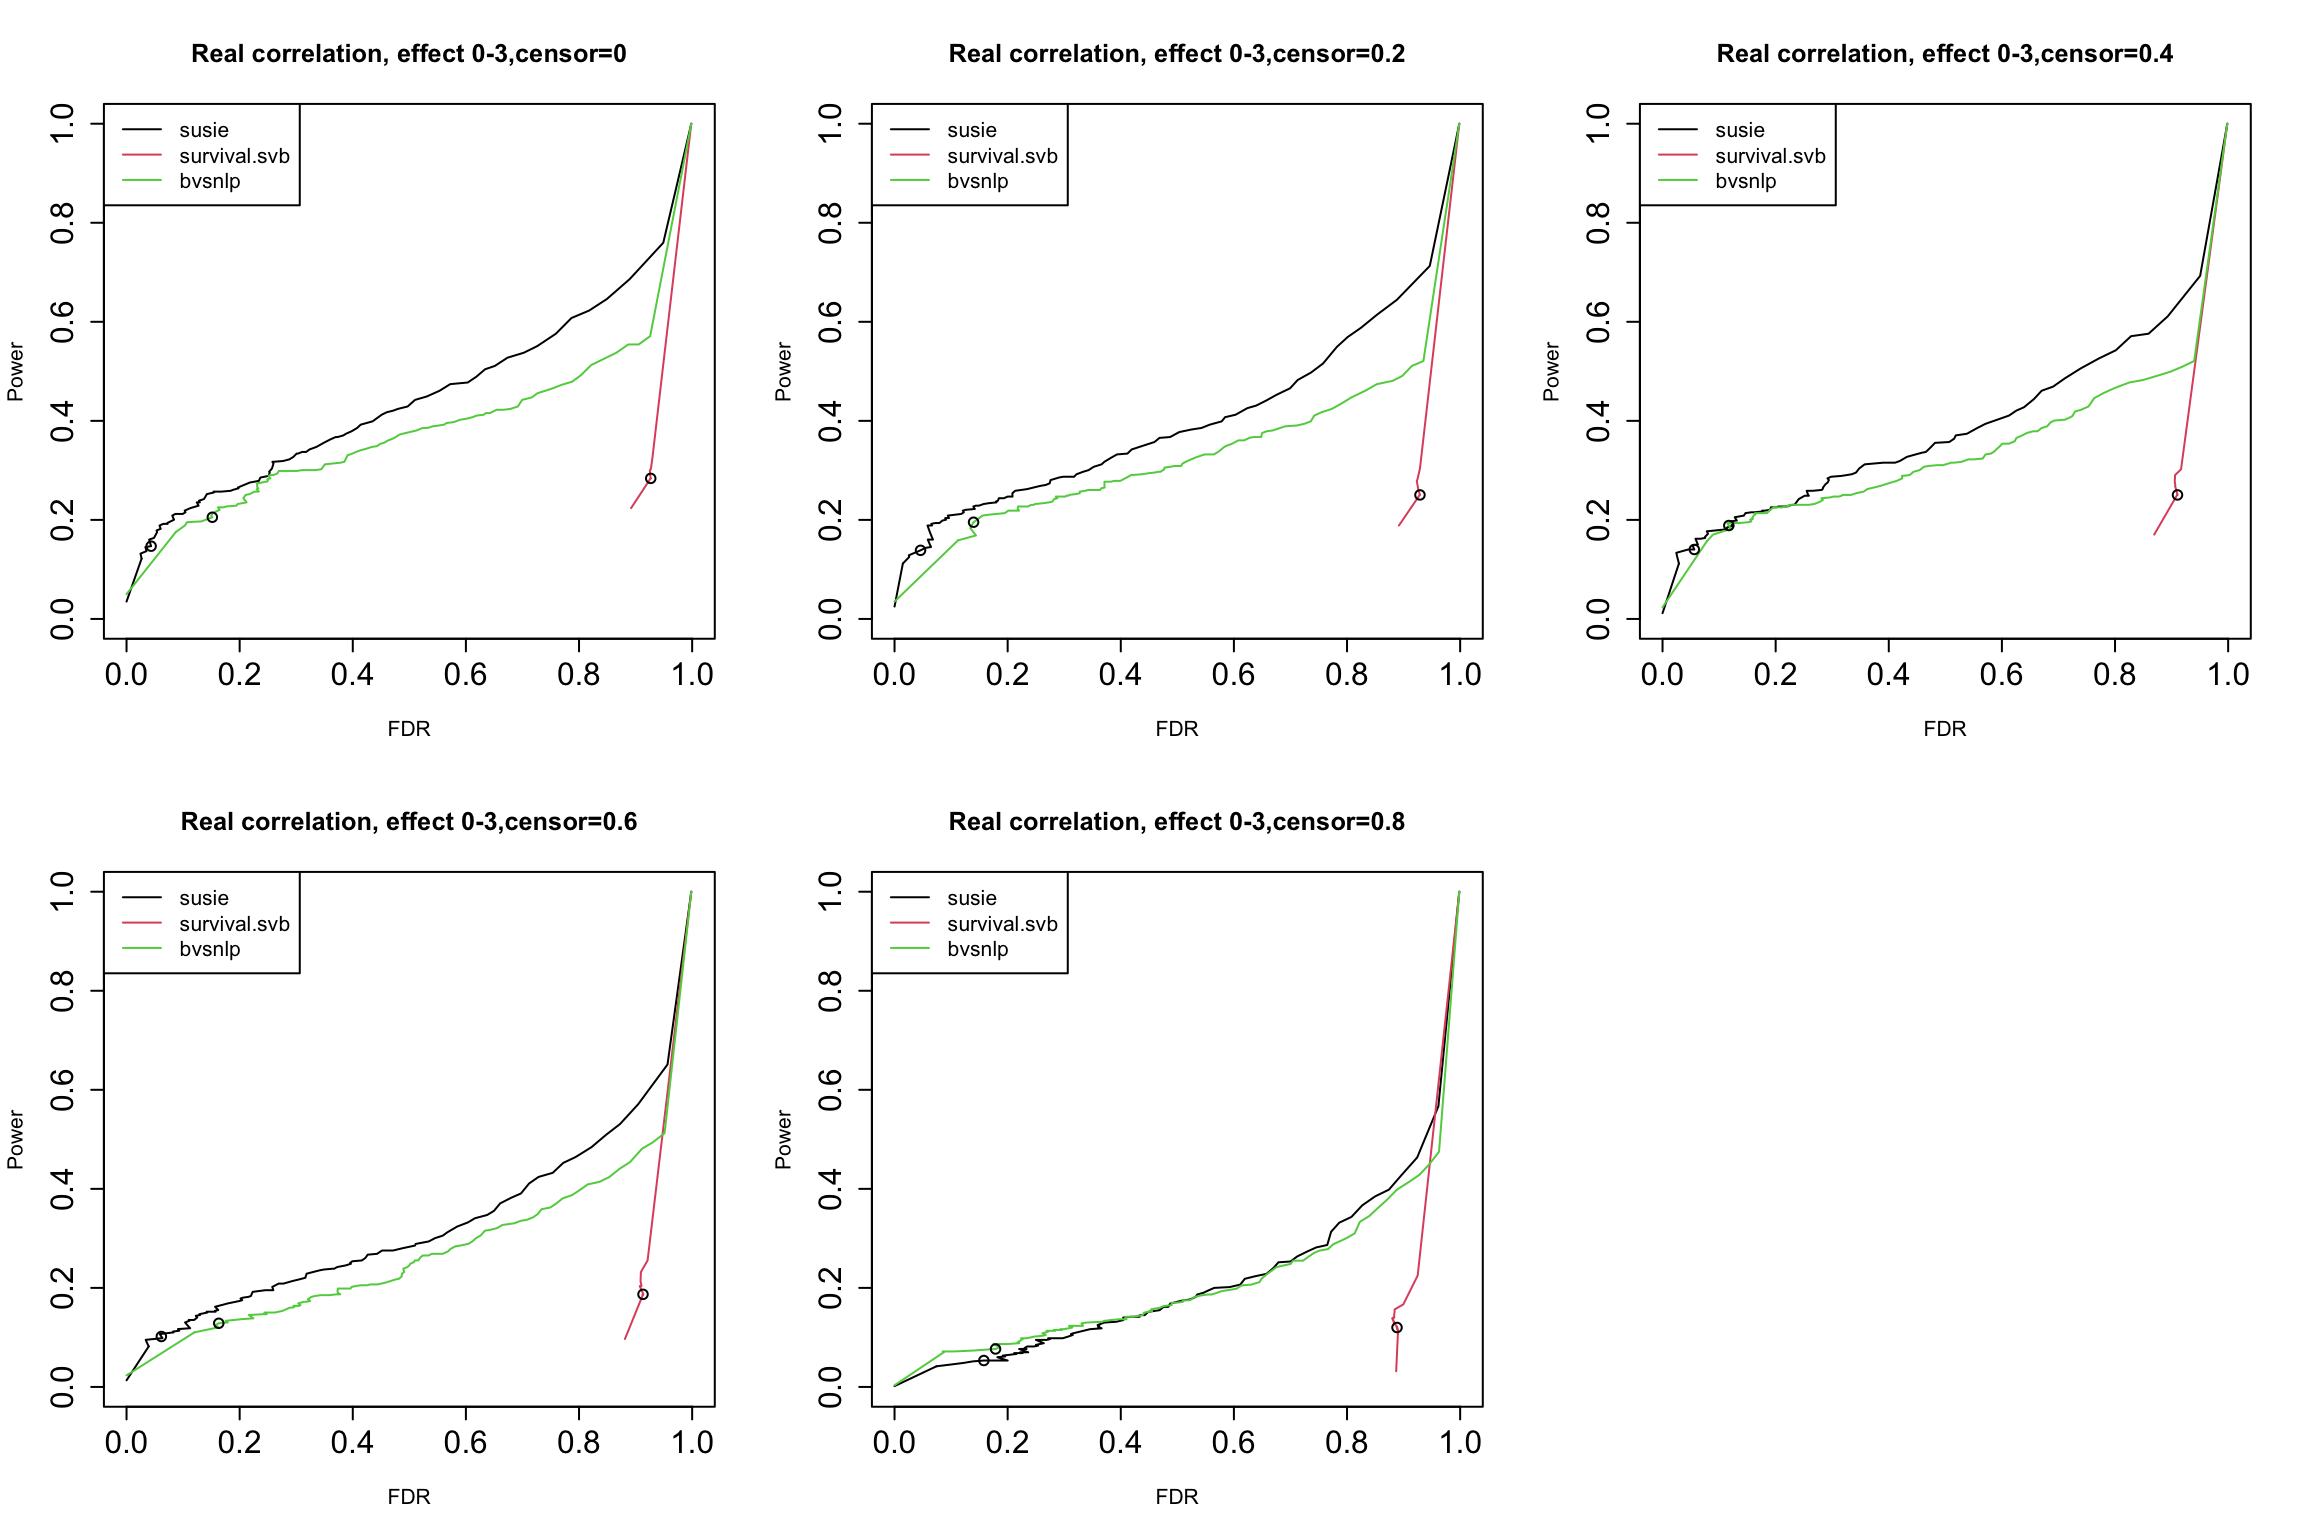 Real correlation, effect 0-3,censor=0
susie
survival.svb
bvsnlp
Power
0.0 0.2 0.4 0.6 0.8 1.0
0.0 0.2 0.4 0.6 0.8 1.0
FDR
Real correlation, effect 0-3,censor=0.2
susie
survival.svb
bvsnlp
Power
0.0 0.2 0.4 0.6 0.8 1.0
0.0 0.2 0.4 0.6 0.8 1.0
FDR
Real correlation, effect 0-3,censor=0.4
susie
survival.svb
bvsnlp
Power
0.0 0.2 0.4 0.6 0.8 1.0
0.0 0.2 0.4 0.6 0.8 1.0
FDR
Real correlation, effect 0-3,censor=0.6
susie
survival.svb
bvsnlp
Power
0.0 0.2 0.4 0.6 0.8 1.0
0.0 0.2 0.4 0.6 0.8 1.0
FDR
Real correlation, effect 0-3,censor=0.8
susie
survival.svb
bvsnlp
Power
0.0 0.2 0.4 0.6 0.8 1.0
0.0 0.2 0.4 0.6 0.8 1.0
FDR